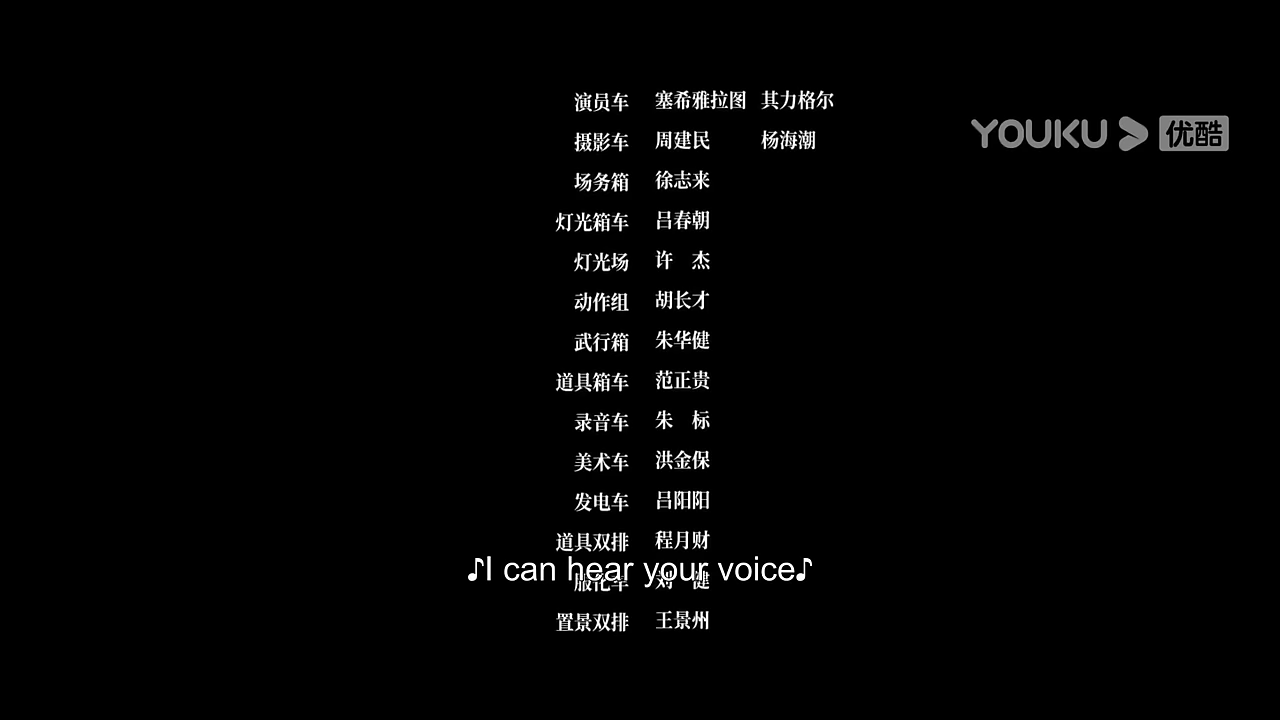 演员车 塞希雅拉图 其力格尔
YOUKU 优酷
摄影车 周建民 杨海潮
场务箱 徐志来
灯光箱车 吕春朝
灯光场 许 杰
动作组 胡长才
武行箱 朱华健
道具箱车 范正贵
录音车 朱 标
美术车 洪金保
发电车 吕阳阳
道具双排 程月财
♪I can hear your voice♪
服化车 刘 健
置景双排 王景州